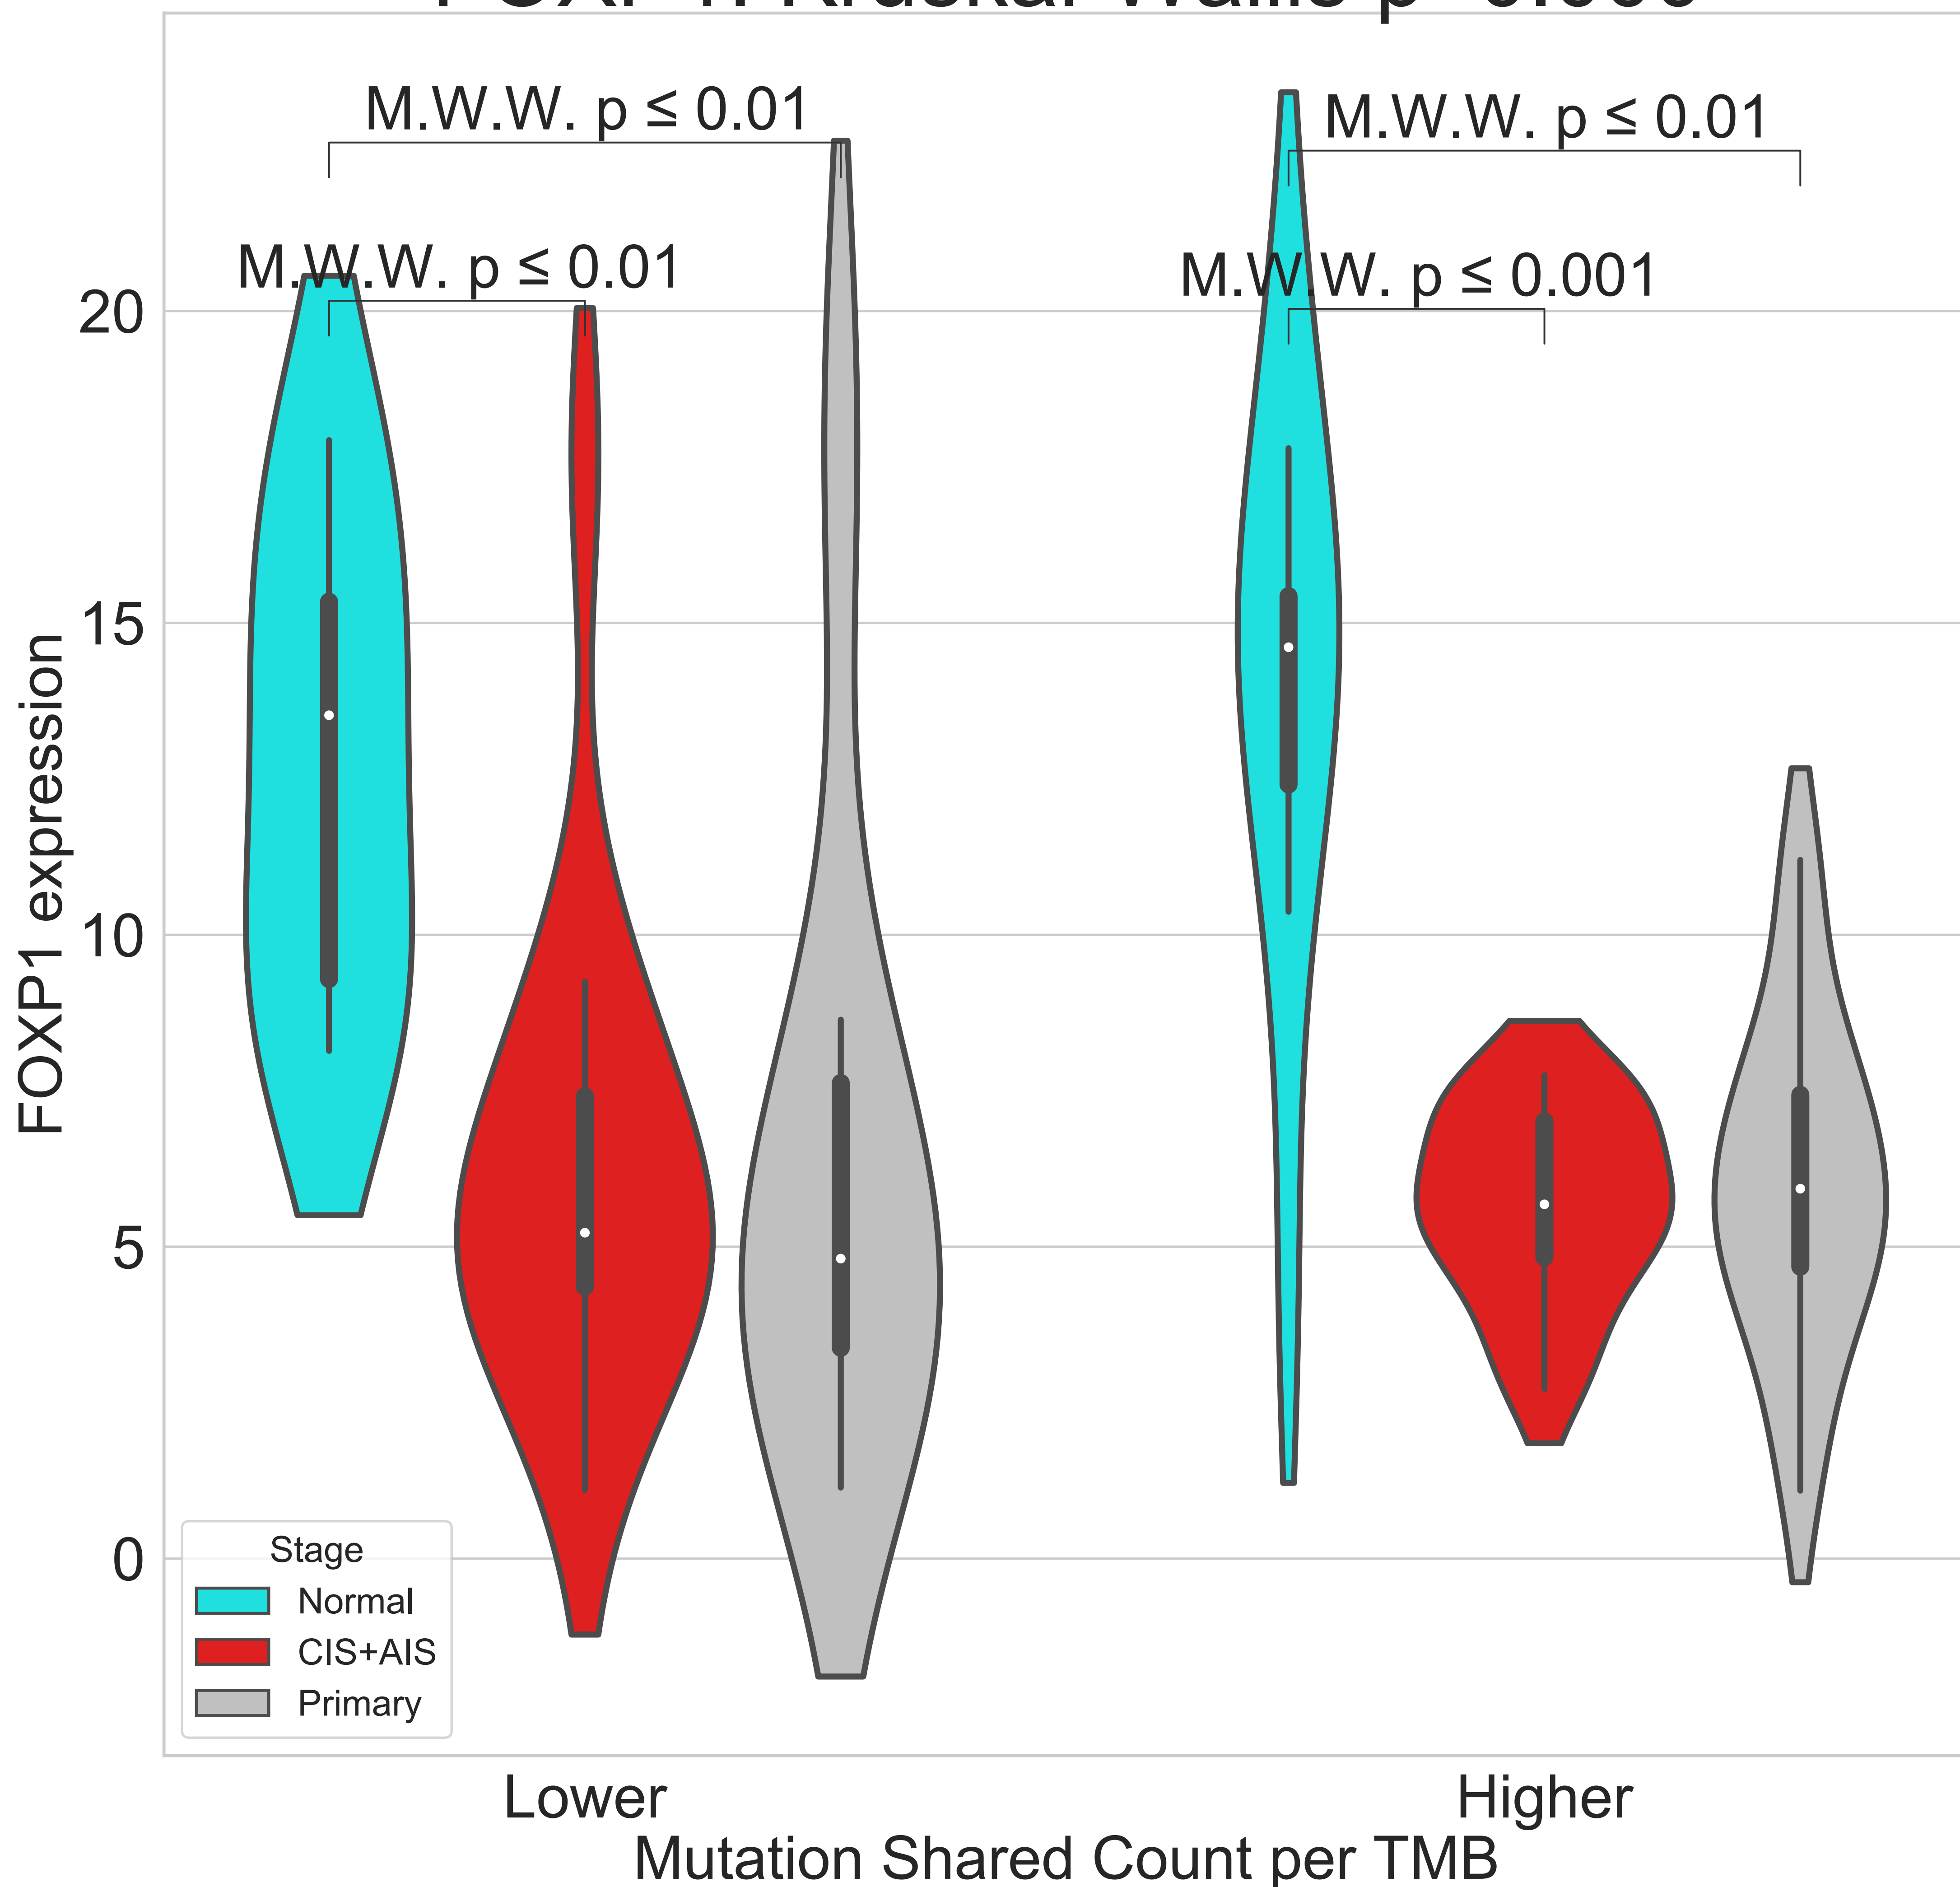 M.W.W. p ≤ 0.01
M.W.W. p ≤ 0.01
M.W.W. p ≤ 0.01
M.W.W. p ≤ 0.001
FOXP1 expression
20
15
10
5
0
Stage
Normal
CIS+AIS
Primary
Lower
Higher
Mutation Shared Count per TMB